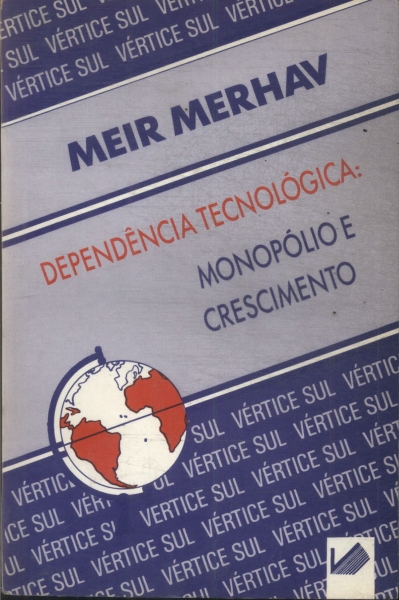 VÉRTICE SUL VÉRTICE SUL
SUL VÉRTICE SUL VÉRTICE SUL
VÉRTICE SUL VÉRTICE SUL
MEIR MERHAV
DEPENDÊNCIA TECNOLÓGICA:
MONOPÓLIO E
CRESCIMENTO
SUL VÉRTICE SUL VÉRTICE
VÉRTICE SUL VÉRTICE SUL VÉRTICE SUL
VÉRTICE SUL VÉRTICE SUL VÉRTICE SUL
SUL VÉRTICE SUL VÉRTICE SUL
VÉRTICE SUL VÉRTICE SUL